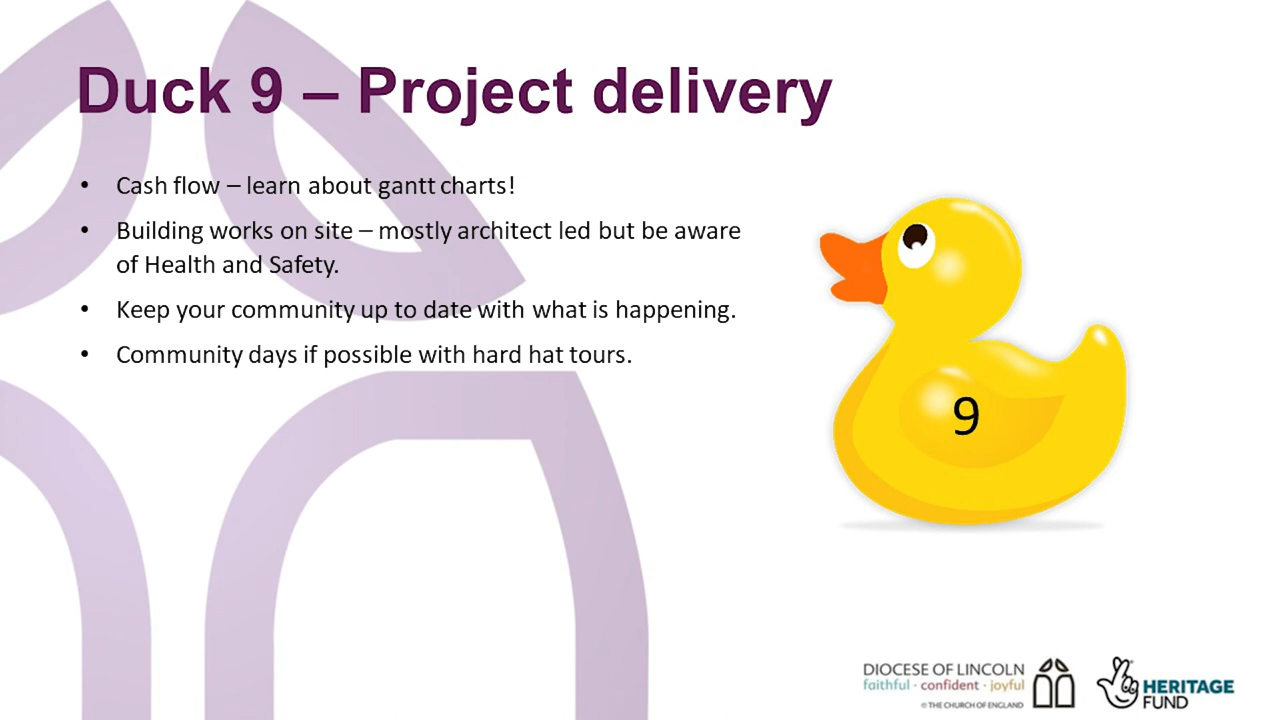 Duck 9 – Project delivery
• Cash flow – learn about gantt charts!
• Building works on site – mostly architect led but be aware
of Health and Safety.
• Keep your community up to date with what is happening.
• Community days if possible with hard hat tours.
9
DIOCESE OF LINCOLN
faithful · confident · joyful
© THE CHURCH OF ENGLAND
HERITAGE
FUND